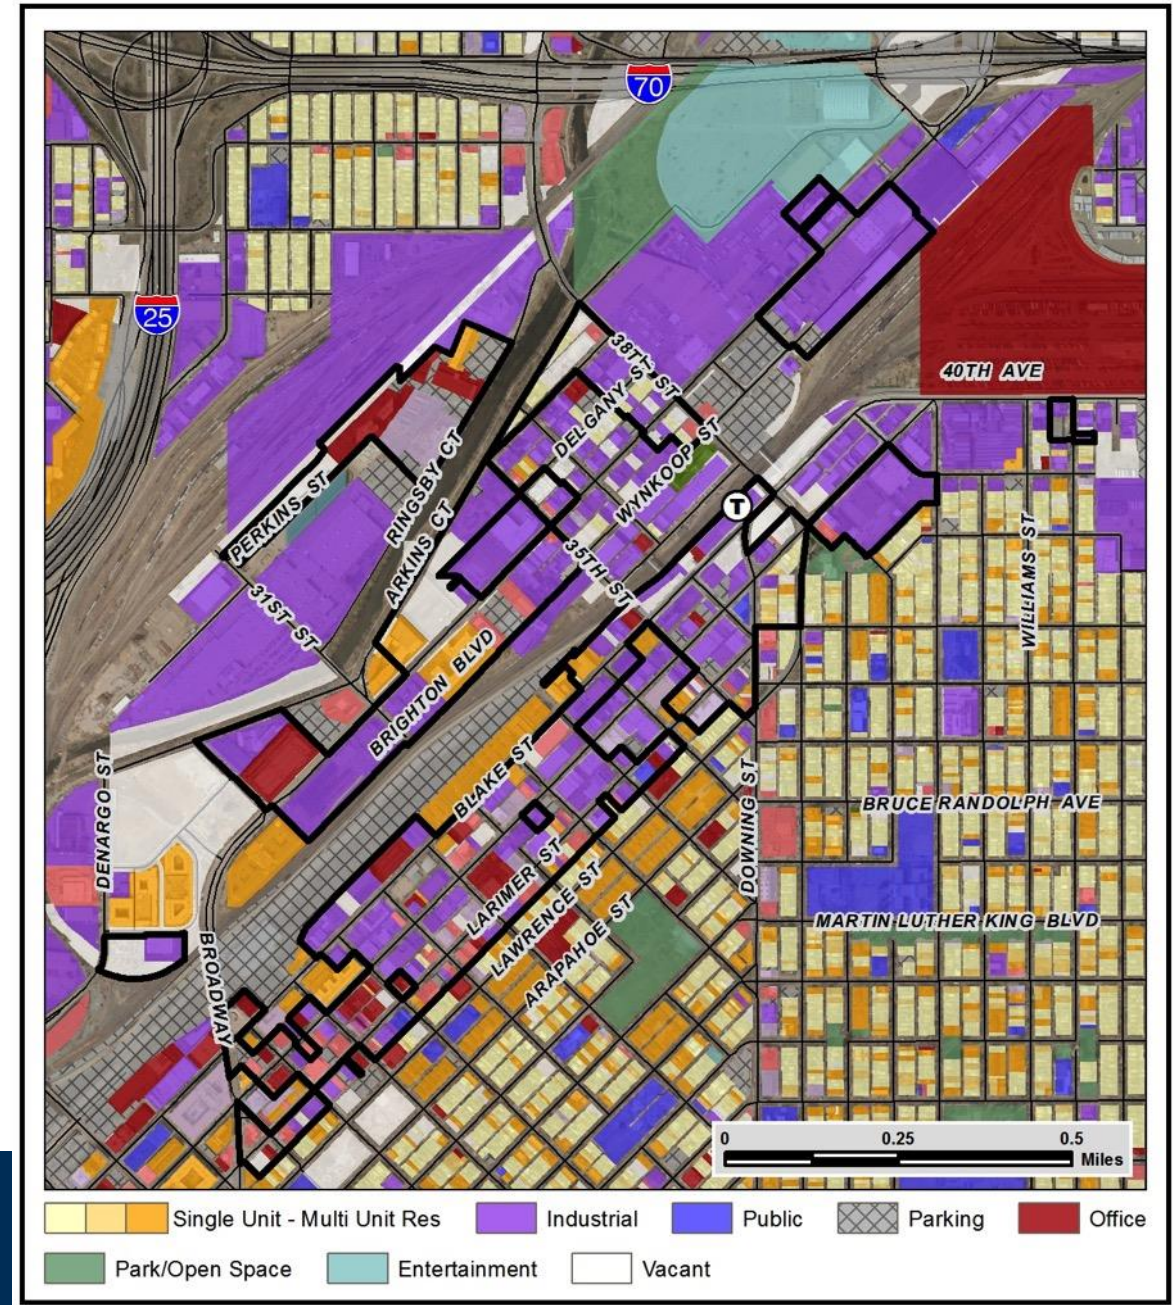 70
25
38TH ST
40TH AVE
DELGANY ST
WYNKOOP ST
RINGSBY CT
PERKINS ST
T
ARKINS CT
35TH ST
31ST ST
WILLIAMS ST
BRIGHTON BLVD
BLAKE ST
DENARGO ST
DOWNING ST
BRUCE RANDOLPH AVE
LARIMER ST
LAWRENCE ST
MARTIN LUTHER KING BLVD
ARAPAHOE ST
BROADWAY
0 0.25 0.5
Miles
Single Unit - Multi Unit Res Industrial Public Parking Office
Park/Open Space Entertainment Vacant